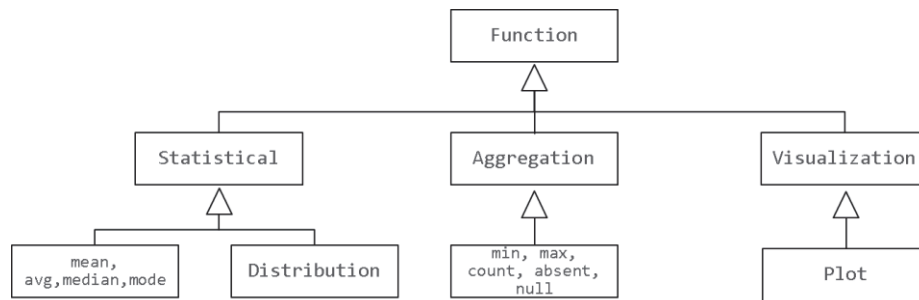 Function
Statistical
Aggregation
Visualization
mean,
avg,median,mode
Distribution
min, max,
count, absent,
null
Plot